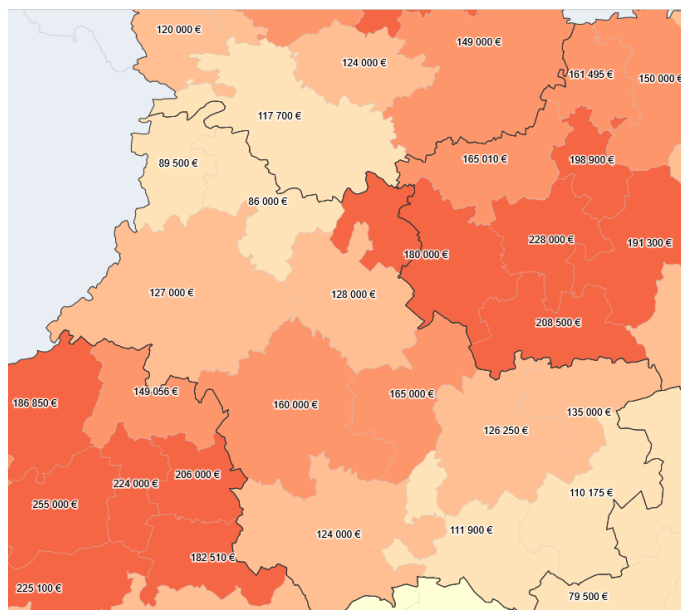 120 000 €
149 000 €
124 000 €
161 495 €
150 000 €
117 700 €
89 500 €
165 010 €
198 900 €
86 000 €
228 000 €
191 300 €
180 000 €
127 000 €
128 000 €
208 500 €
149 056 €
186 850 €
160 000 €
165 000 €
135 000 €
126 250 €
206 000 €
224 000 €
110 175 €
255 000 €
111 900 €
124 000 €
182 510 €
225 100 €
79 500 €